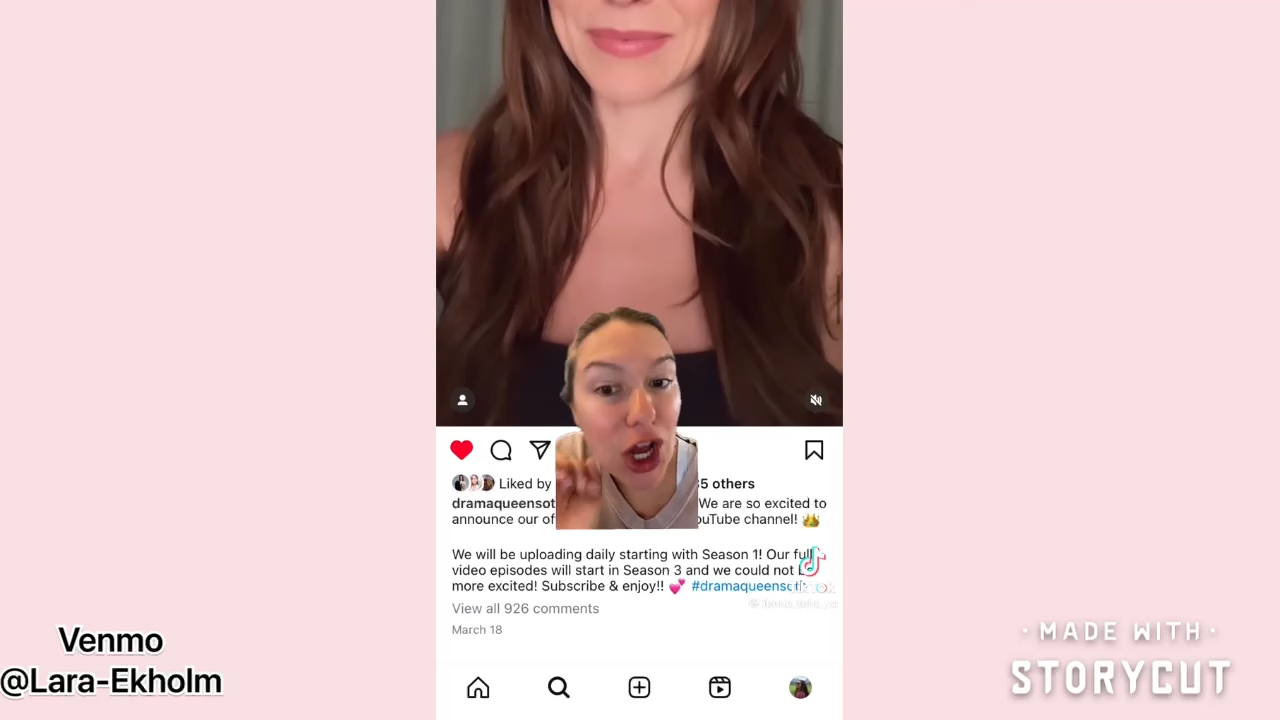 Liked by
5 others
dramaqueensot
We are so excited to
announce our of
ouTube channel! 👑
We will be uploading daily starting with Season 1! Our full
video episodes will start in Season 3 and we could not b
more excited! Subscribe & enjoy!! 💕 #dramaqueensoth
View all 926 comments
March 18
Venmo
@Lara-Ekholm
· MADE WITH ·
STORYCUT